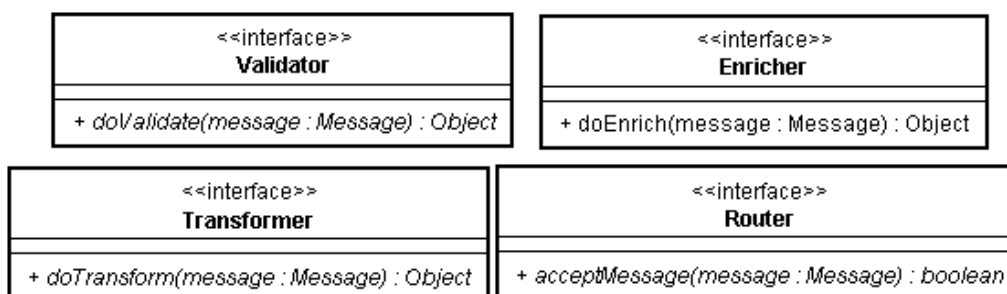 <<interface>>
Validator
+ doValidate(message : Message) : Object
<<interface>>
Enricher
+ doEnrich(message : Message) : Object
<<interface>>
Transformer
+ doTransform(message : Message) : Object
<<interface>>
Router
+ acceptMessage(message : Message) : boolean